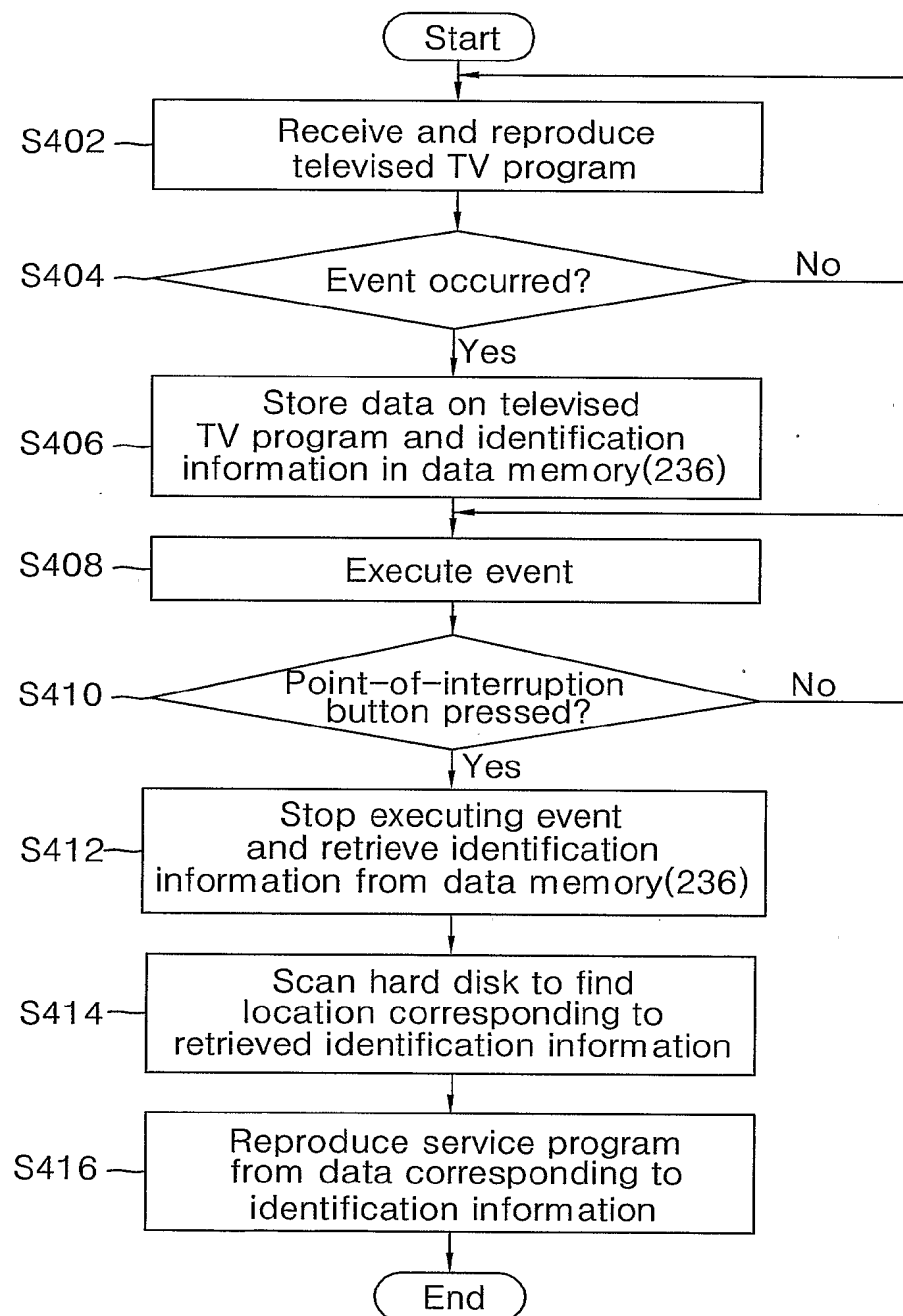 Start
S402
Receive and reproduce
televised TV program
S404
Event occurred?
No
Yes
S406
Store data on televised
TV program and identification
information in data memory(236)
S408
Execute event
S410
Point-of-interruption
button pressed?
No
Yes
S412
Stop executing event
and retrieve identification
information from data memory(236)
S414
Scan hard disk to find
location corresponding to
retrieved identification information
S416
Reproduce service program
from data corresponding to
identification information
End